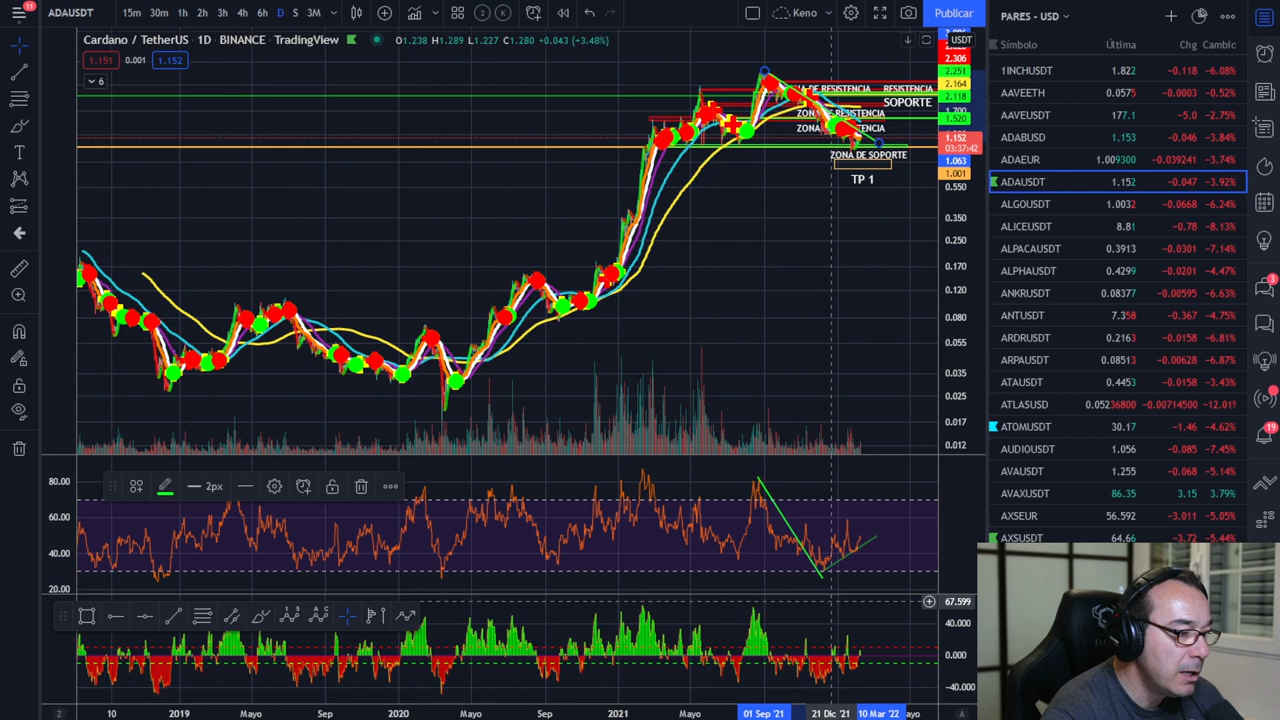 11 ADAUSDT 15m 30m 1h 2h 3h 4h 6h D S 3M 2 K Keno Publicar
Cardano / TetherUS · 1D · BINANCE · TradingView O1.238 H1.289 L1.227 C1.280 +0.043 (+3.48%) USDT
1.151 0.001 1.152
6
2.306
2.251
2.164
2.118
1.520
1.152
03:37:42
1.063
1.001
0.550
0.350
0.250
0.170
0.120
0.080
0.055
0.035
0.025
0.017
0.012
RESISTENCIA RESISTENCIA
SOPORTE
RESISTENCIA
ZONA DE SOPORTE
TP 1
80.00
60.00
40.00
20.00
2px
67.599
40.000
0.000
-40.000
10 2019 Mayo Sep 2020 Mayo Sep 2021 Mayo 01 Sep '21 21 Dic '21 10 Mar '22
Z A
PARES - USD
Símbolo Última Chg Cambic
1INCHUSDT 1.822 −0.118 −6.08%
AAVEETH 0.0575 −0.0003 −0.52%
AAVEUSDT 177.1 −5.0 −2.75%
ADABUSD 1.153 −0.046 −3.84%
ADAEUR 1.009300 −0.039241 −3.74%
ADAUSDT 1.152 −0.047 −3.92%
ALGOUSDT 1.0032 −0.0668 −6.24%
ALICEUSDT 8.81 −0.78 −8.13%
ALPACAUSDT 0.3913 −0.0301 −7.14%
ALPHAUSDT 0.4299 −0.0201 −4.47%
ANKRUSDT 0.08377 −0.00595 −6.63%
ANTUSDT 7.358 −0.367 −4.75%
ARDRUSDT 0.2163 −0.0158 −6.81%
ARPAUSDT 0.08513 −0.00628 −6.87%
ATAUSDT 0.4453 −0.0158 −3.43%
ATLASUSD 0.05236800 −0.00714500 −12.01%
ATOMUSDT 30.17 −1.46 −4.62%
AUDIOUSDT 1.056 −0.085 −7.45%
AVAUSDT 1.255 −0.068 −5.14%
AVAXUSDT 86.35 3.15 3.79%
AXSEUR 56.592 −3.011 −5.05%
AXSUSDT 64.66 −3.72 −5.44%
3
19